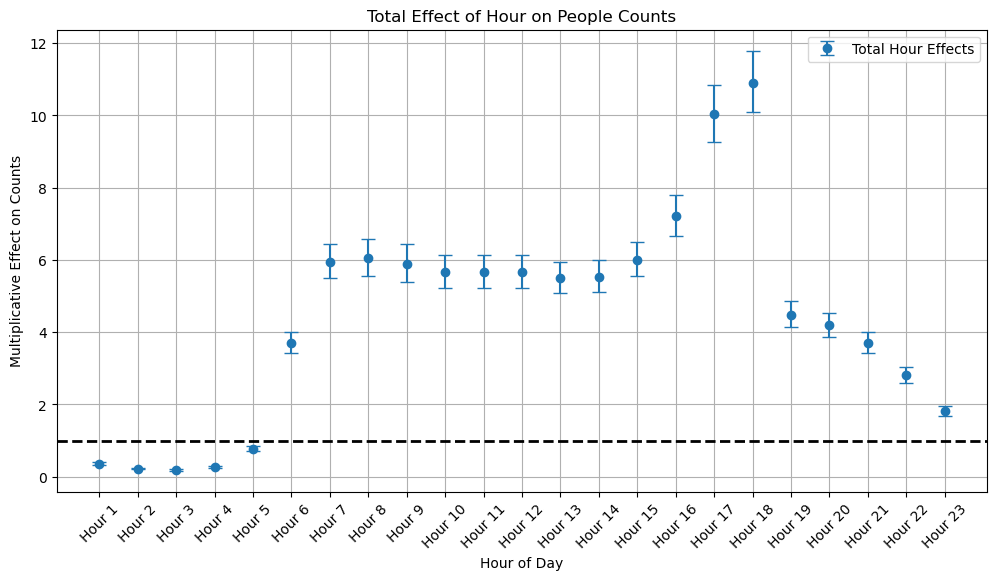 Total Effect of Hour on People Counts
Total Hour Effects
Multiplicative Effect on Counts
12
10
8
6
4
2
0
Hour 1
Hour 2
Hour 3
Hour 4
Hour 5
Hour 6
Hour 7
Hour 8
Hour 9
Hour 10
Hour 11
Hour 12
Hour 13
Hour 14
Hour 15
Hour 16
Hour 17
Hour 18
Hour 19
Hour 20
Hour 21
Hour 22
Hour 23
Hour of Day